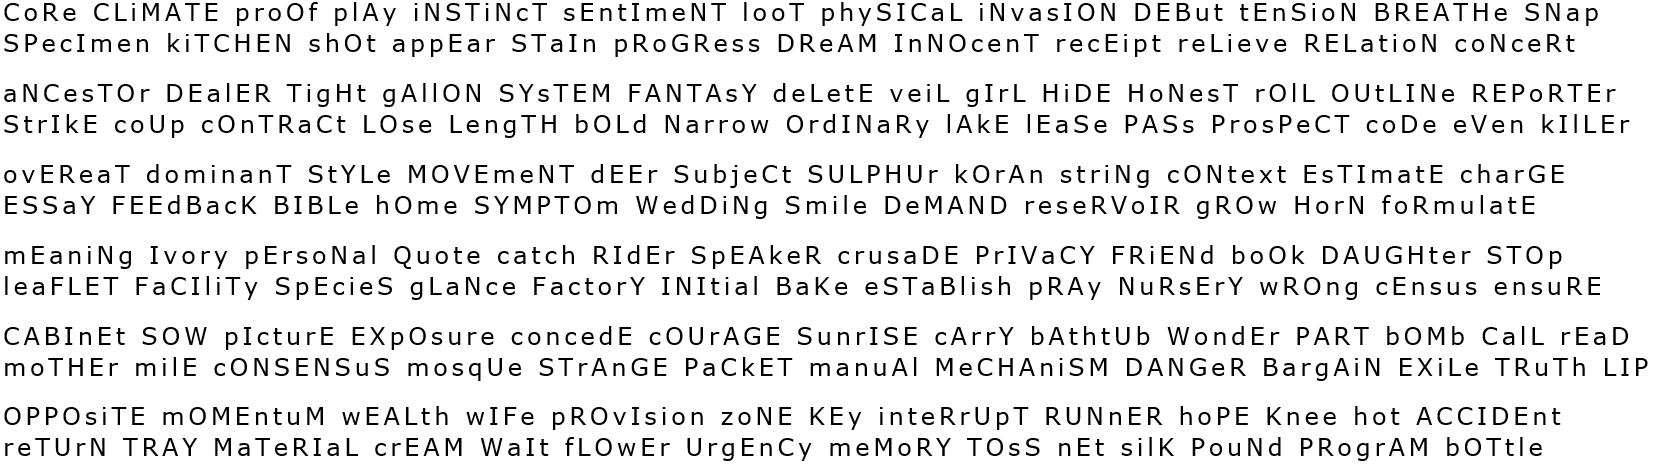 CoRe CLiMATE proOf plAy iNSTiNcT sEntImeNT looT phySICaL iNvasION DEBut tEnSioN BREATHe SNap
SPecImen kiTCHEN shOt appEar STaIn pRoGRess DReAM InNOcenT recEipt reLieve RELatioN coNceRt
aNCesTOr DEalER TigHt gAllON SYsTEM FANTAsY deLetE veiL gIrL HiDE HoNesT rOlL OUtLINe REPoRTEr
StrIkE coUp cOnTRaCt LOse LengTH bOLd Narrow OrdINaRy lAkE lEaSe PASs ProsPeCT coDe eVen kIlLEr
ovEReaT dominanT StYLe MOVEmeNT dEEr SubjeCt SULPHUr kOrAn striNg cONtext EsTImatE charGE
ESSaY FEEdBacK BIBLe hOme SYMPTOm WedDiNg Smile DeMAND reseRVoIR gROw HorN foRmulatE
mEaniNg Ivory pErsoNal Quote catch RIdEr SpEAkeR crusaDE PrIVaCY FRiENd boOk DAUGHter STOp
leaFLET FaCIliTy SpEcieS gLaNce FactorY INItial BaKe eSTaBlish pRAy NuRsErY wROng cEnsus ensuRE
CABInEt SOW pIcturE EXpOsure concedE cOUrAGE SunrISE cArrY bAthtUb WondEr PART bOMb CalL rEaD
moTHEr milE cONSENSuS mosqUe STrAnGE PaCkET manuAl MeCHAniSM DANGeR BargAiN EXiLe TRuTh LIP
OPPOsiTE mOMEntuM wEALth wIFe pROvIsion zoNE KEy inteRrUpT RUNnER hoPE Knee hot ACCIDEnt
reTUrN TRAY MaTeRIaL crEAM WaIt fLOwEr UrgEnCy meMoRY TOsS nEt silK PouNd PRogrAM bOTtle